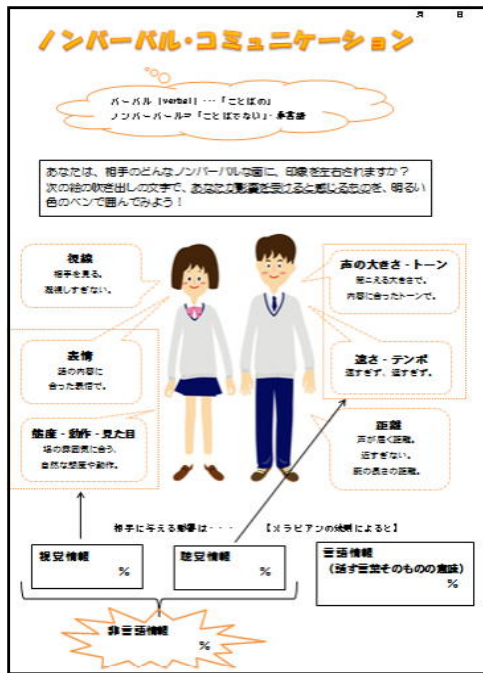 月　日
ノンバーバル・コミュニケーション
バーバル［verbal］・・・「ことばの」
ノンバーバル＝「ことばでない」・非言語
あなたは、相手のどんなノンバーバルな面に、印象を左右されますか？
次の絵の吹き出しの文字で、あなたが影響を受けると感じるものを、明るい
色のペンで囲んでみよう！
視線
相手を見る。
凝視しすぎない。
声の大きさ・トーン
聞こえる大きさで。
内容に合ったトーンで。
表情
話の内容に
合った表情で。
速さ・テンポ
速すぎず、遅すぎず。
態度・動作・見た目
場の雰囲気に合う、
自然な態度や動作。
距離
声が届く距離。
近すぎない。
腕の長さの距離。
相手に与える影響は・・・　【メラビアンの法則によると】
視覚情報
％
聴覚情報
％
言語情報
（話す言葉そのものの意味）
％
非言語情報
％